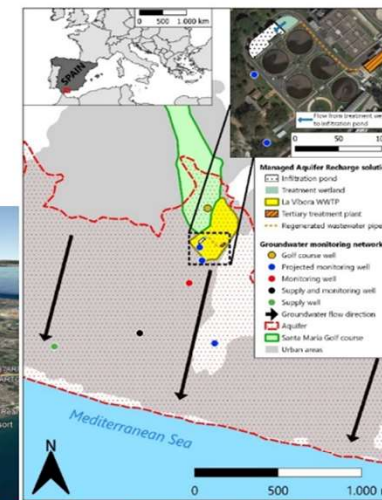 0 500 1.000 km
SPAIN
Flow from treatment we
to infiltration pond
0 50 10
Managed Aquifer Recharge soluti
Infiltration pond
Treatment wetland
La Víbora WWTP
Tertiary treatment plant
Regenerated wastewater pipe
Groundwater monitoring network
Golf course well
Projected monitoring well
Monitoring well
Supply and monitoring well
Supply well
Groundwater flow direction
Aquifer
Santa María Golf course
Urban areas
Mediterranean Sea
N
0 500 1.000 m